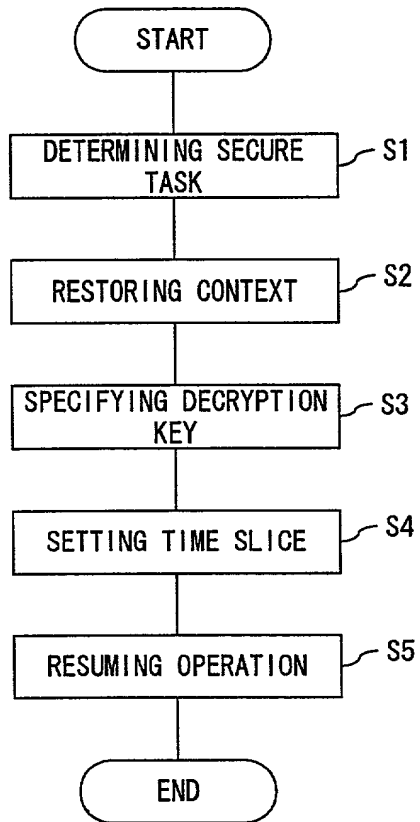 START
DETERMINING SECURE
TASK
S1
RESTORING CONTEXT
S2
SPECIFYING DECRYPTION
KEY
S3
SETTING TIME SLICE
S4
RESUMING OPERATION
S5
END